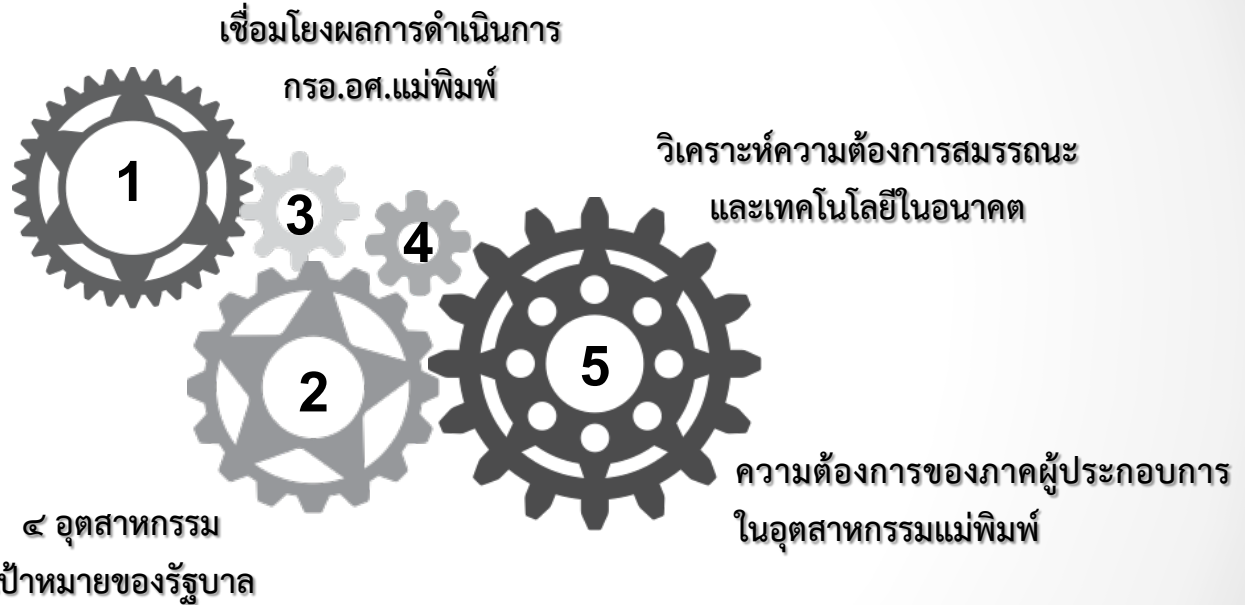 เชื่อมโยงผลการดำเนินการ
กรอ.อศ.แม่พิมพ์
1
3
วิเคราะห์ความต้องการสมรรถนะ
และเทคโนโลยีในอนาคต
4
5
2
ความต้องการของภาคผู้ประกอบการ
ในอุตสาหกรรมแม่พิมพ์
๔ อุตสาหกรรม
ป้าหมายของรัฐบาล